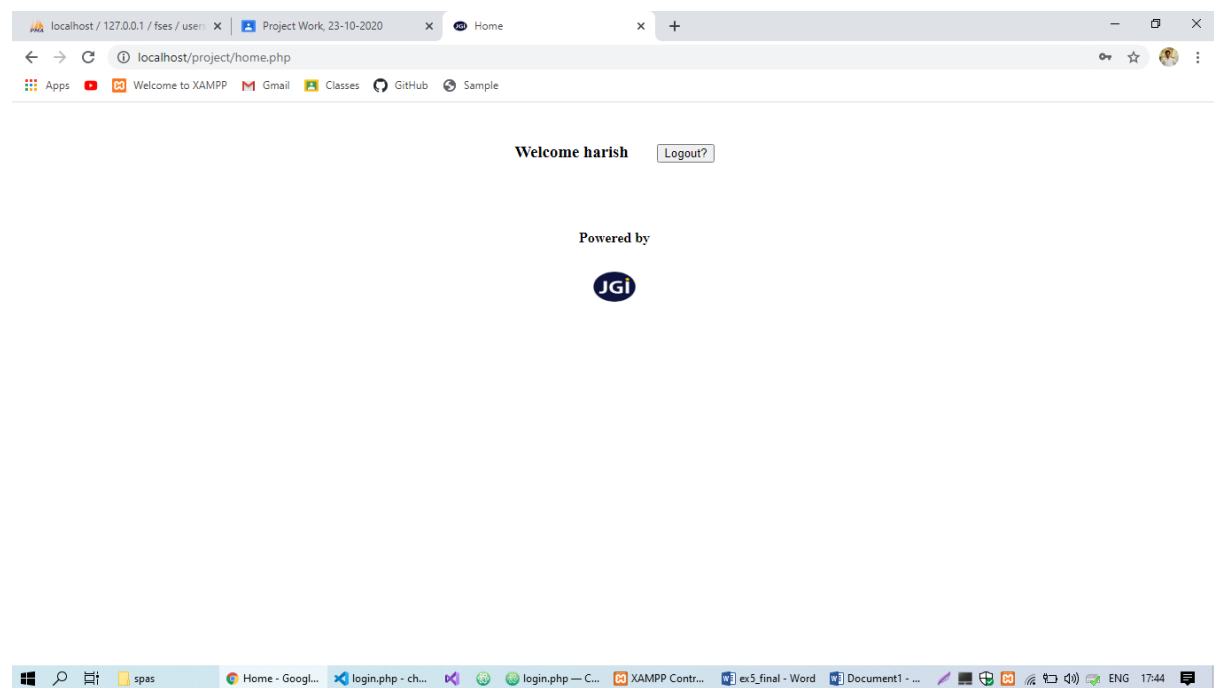 localhost / 127.0.0.1 / fses / user
Project Work, 23-10-2020
Home
localhost/project/home.php
Apps
Welcome to XAMPP
Gmail
Classes
GitHub
Sample
Welcome harish
Logout?
Powered by
JGi
spas
Home - Googl...
login.php - ch...
login.php — C...
XAMPP Contr...
ex5_final - Word
Document1 - ...
ENG
17:44